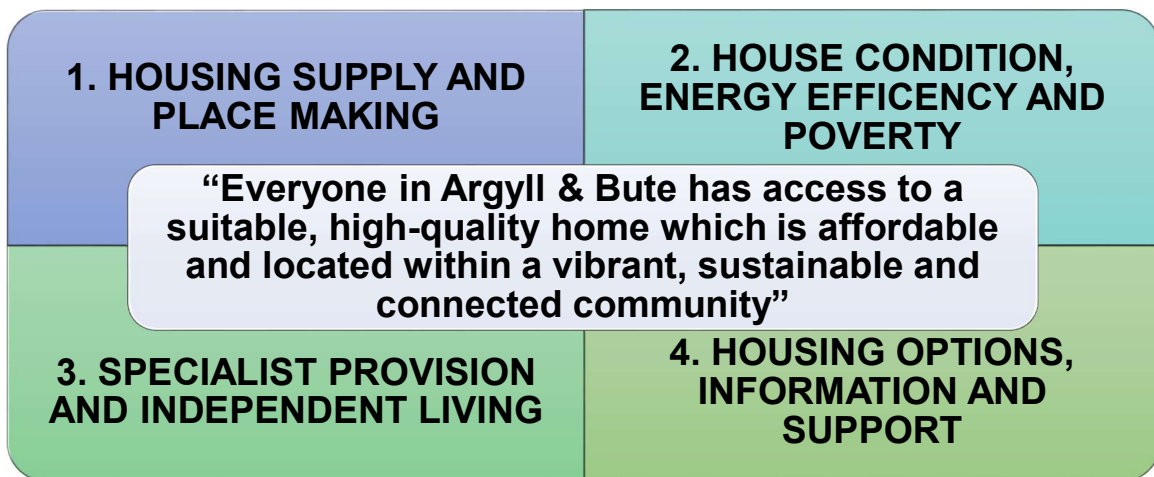 1. HOUSING SUPPLY AND
PLACE MAKING
2. HOUSE CONDITION,
ENERGY EFFICENCY AND
POVERTY
“Everyone in Argyll & Bute has access to a
suitable, high-quality home which is affordable
and located within a vibrant, sustainable and
connected community”
3. SPECIALIST PROVISION
AND INDEPENDENT LIVING
4. HOUSING OPTIONS,
INFORMATION AND
SUPPORT